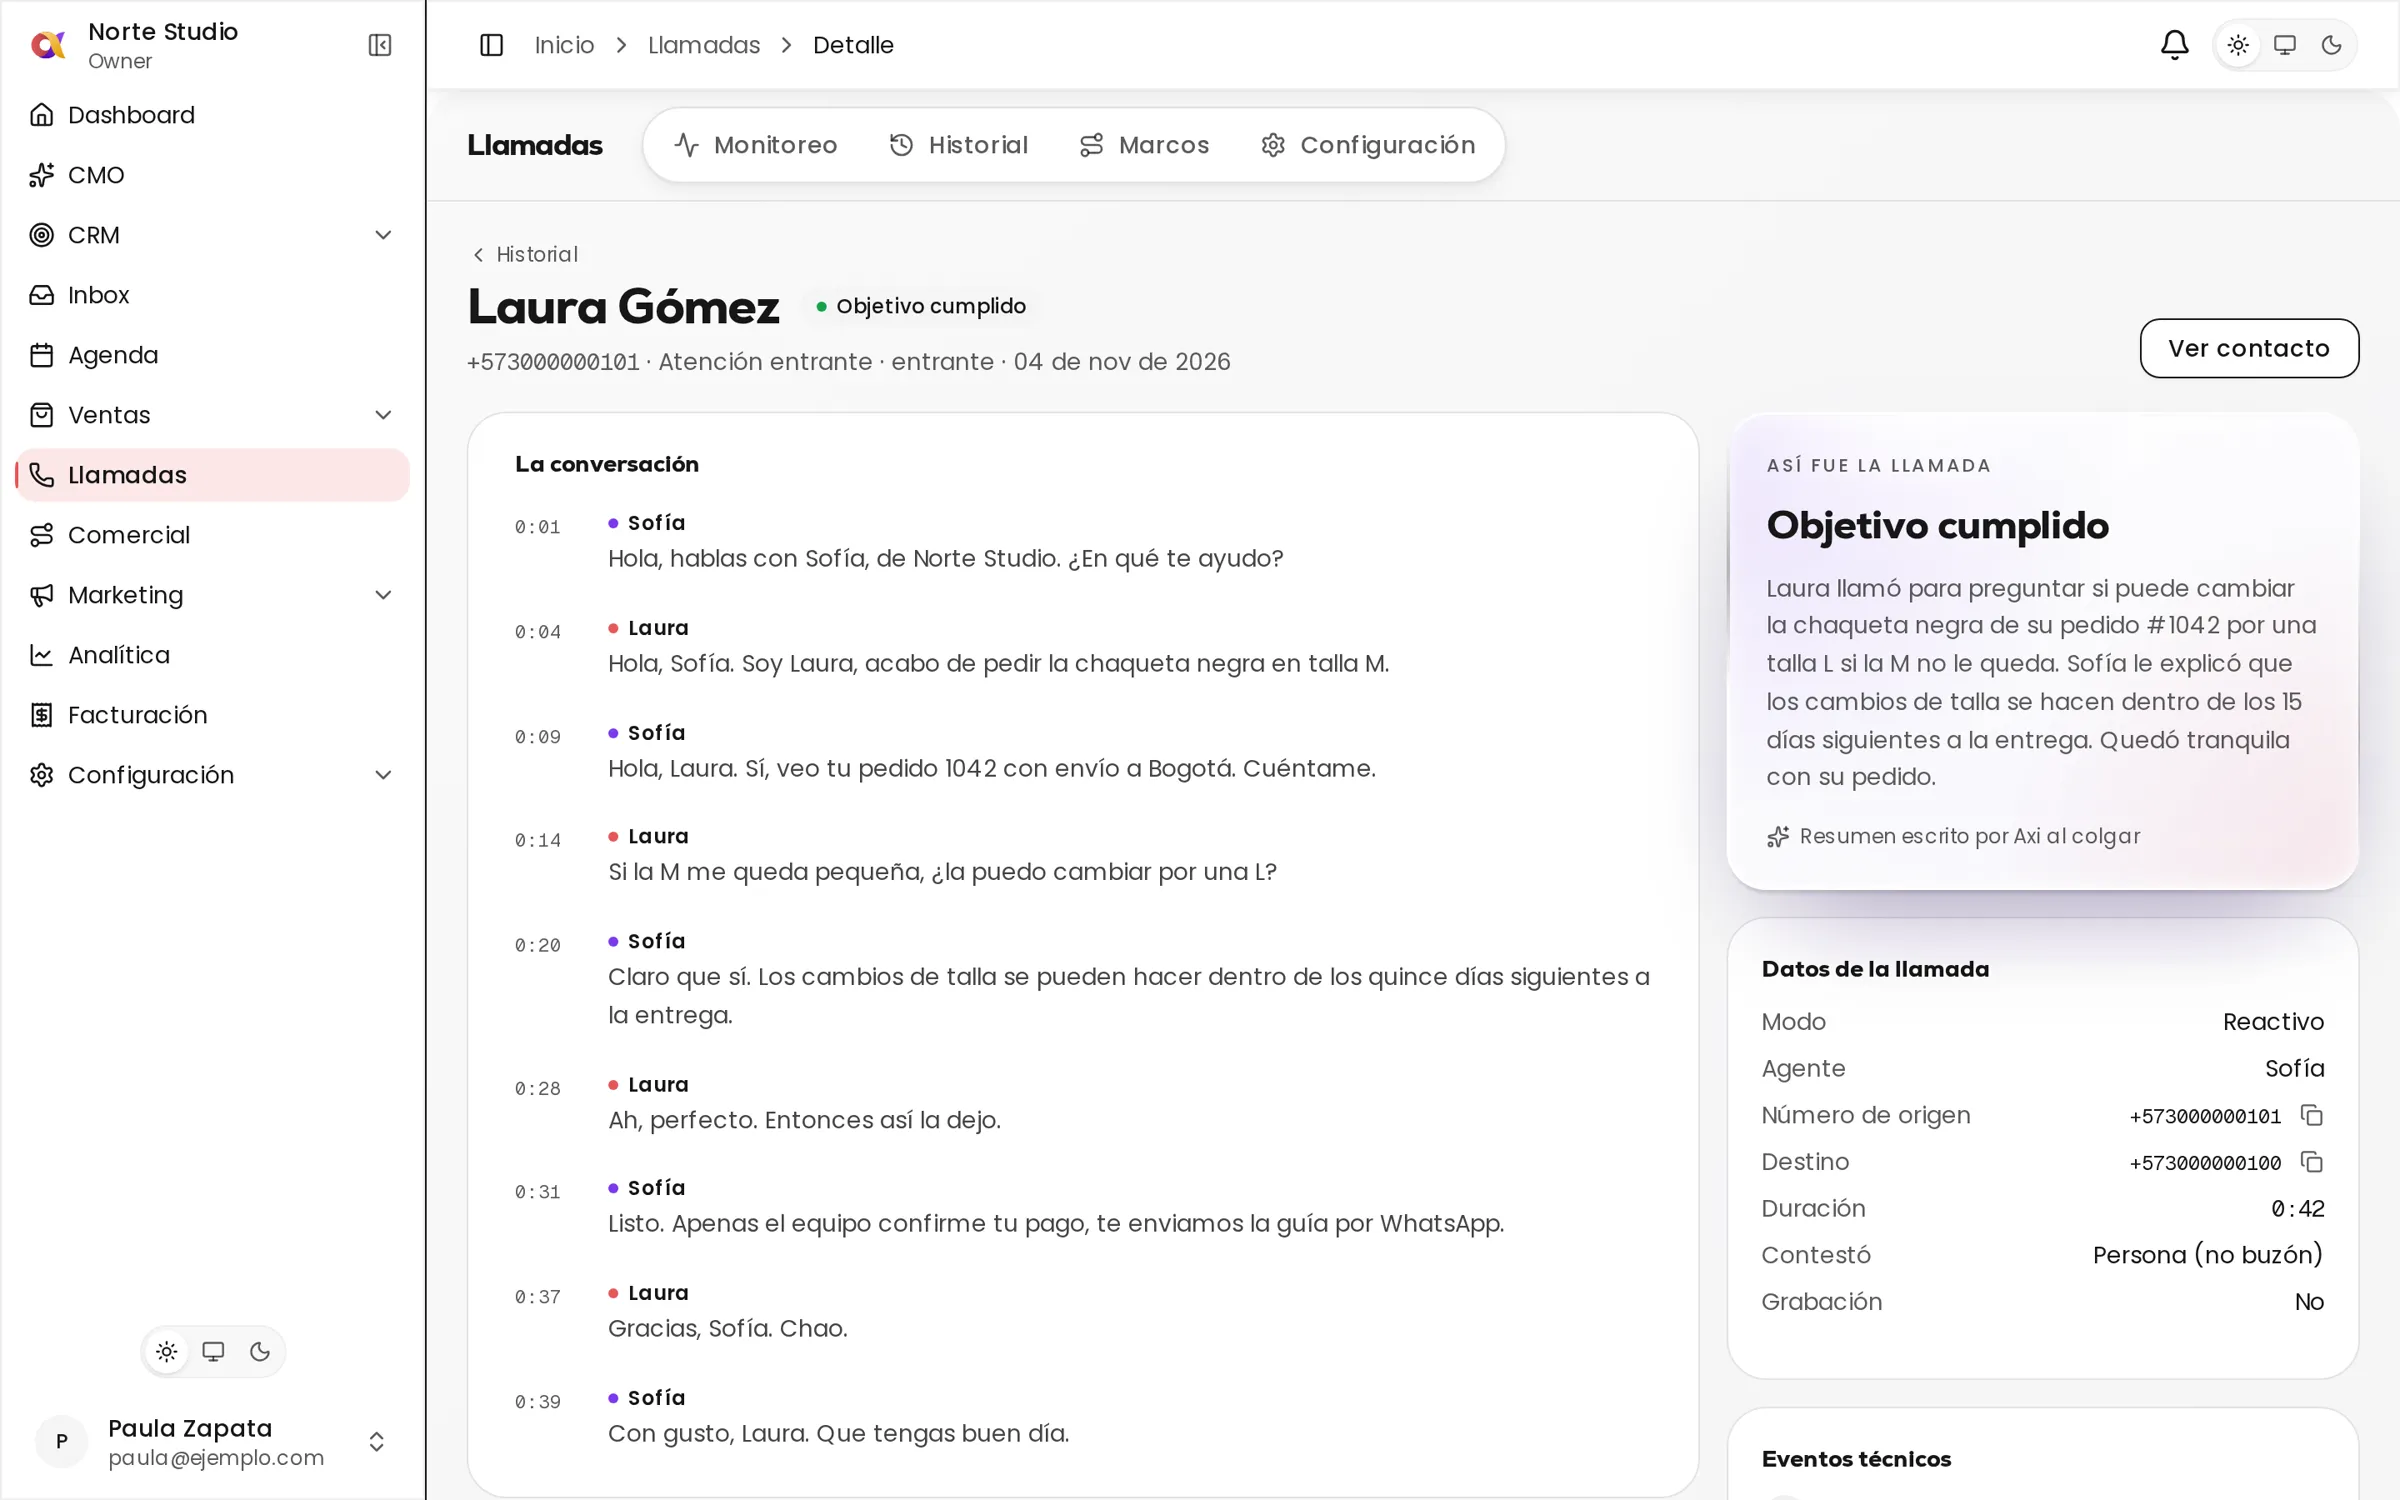 Norte Studio
Owner
Dashboard
CMO
CRM
Inbox
Agenda
Ventas
Llamadas
Comercial
Marketing
Analítica
Facturación
Configuración
P
Paula Zapata
paula@ejemplo.com
Inicio > Llamadas > Detalle
Llamadas
Monitoreo
Historial
Marcos
Configuración
Historial
Laura Gómez
Objetivo cumplido
+573000000101 · Atención entrante · entrante · 04 de nov de 2026
Ver contacto
La conversación
0:01 Sofía
Hola, hablas con Sofía, de Norte Studio. ¿En qué te ayudo?
0:04 Laura
Hola, Sofía. Soy Laura, acabo de pedir la chaqueta negra en talla M.
0:09 Sofía
Hola, Laura. Sí, veo tu pedido 1042 con envío a Bogotá. Cuéntame.
0:14 Laura
Si la M me queda pequeña, ¿la puedo cambiar por una L?
0:20 Sofía
Claro que sí. Los cambios de talla se pueden hacer dentro de los quince días siguientes a
la entrega.
0:28 Laura
Ah, perfecto. Entonces así la dejo.
0:31 Sofía
Listo. Apenas el equipo confirme tu pago, te enviamos la guía por WhatsApp.
0:37 Laura
Gracias, Sofía. Chao.
0:39 Sofía
Con gusto, Laura. Que tengas buen día.
ASÍ FUE LA LLAMADA
Objetivo cumplido
Laura llamó para preguntar si puede cambiar
la chaqueta negra de su pedido #1042 por una
talla L si la M no le queda. Sofía le explicó que
los cambios de talla se hacen dentro de los 15
días siguientes a la entrega. Quedó tranquila
con su pedido.
Resumen escrito por Axi al colgar
Datos de la llamada
Modo Reactivo
Agente Sofía
Número de origen +573000000101
Destino +573000000100
Duración 0:42
Contestó Persona (no buzón)
Grabación No
Eventos técnicos